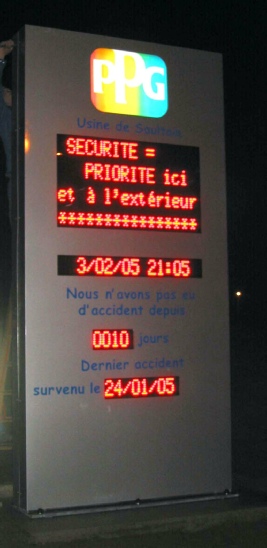 PPG
Usine de Saultain
SECURITE =
PRIORITE ici
et à l'extérieur
****************
3/02/05 21:05
Nous n'avons pas eu
d'accident depuis
0010 jours
Dernier accident
survenu le 24/01/05